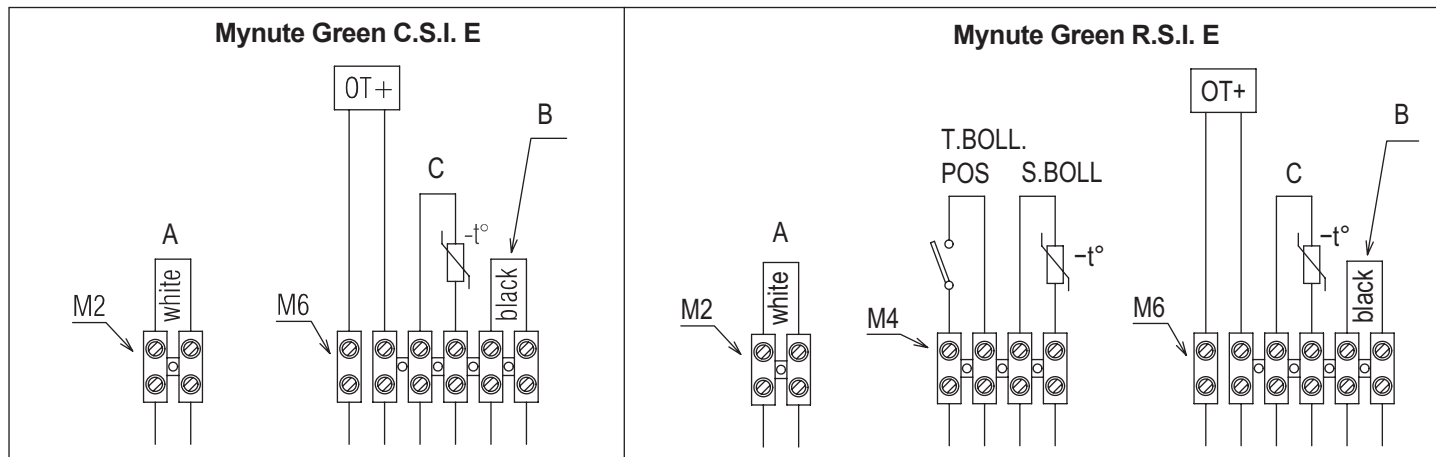 Mynute Green C.S.I. E
OT+
B
C
-t°
A
white
black
M2
M6
Mynute Green R.S.I. E
OT+
B
T.BOLL.
POS
S.BOLL
C
A
-t°
-t°
white
black
M2
M4
M6